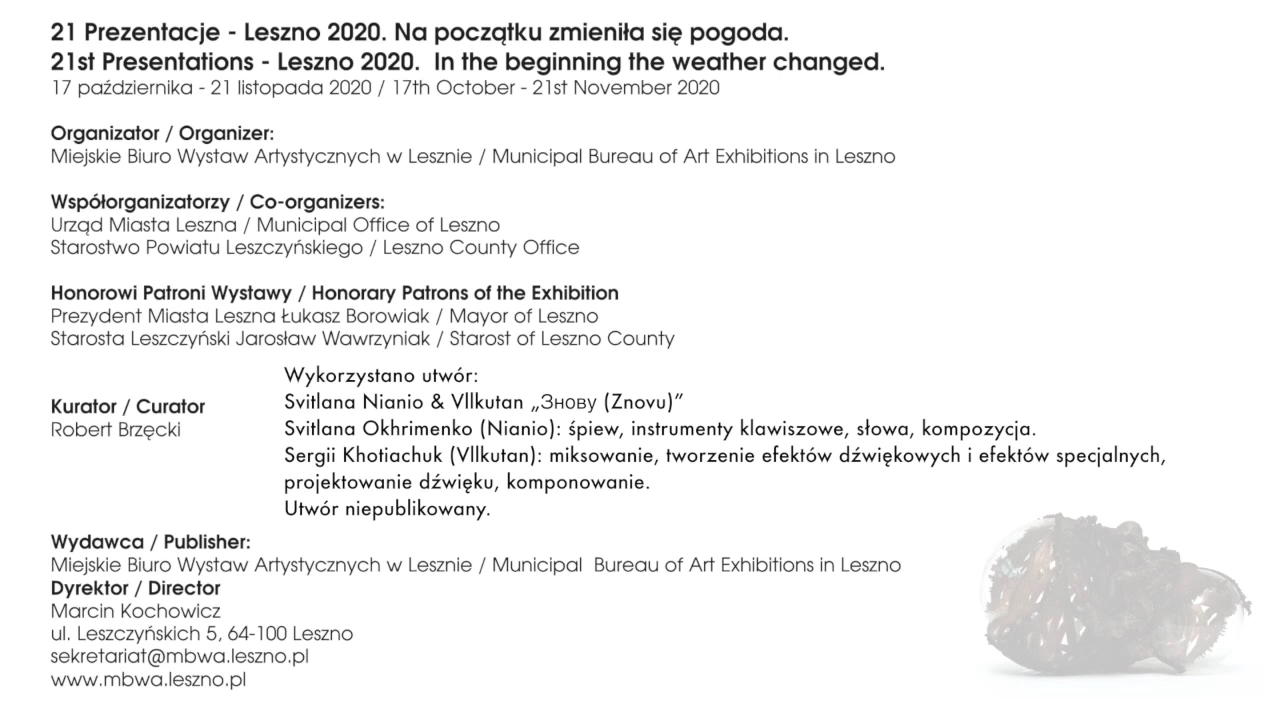 21 Prezentacje - Leszno 2020. Na początku zmieniła się pogoda.
21st Presentations - Leszno 2020.  In the beginning the weather changed.
17 października - 21 listopada 2020 / 17th October - 21st November 2020
Organizator / Organizer:
Miejskie Biuro Wystaw Artystycznych w Lesznie / Municipal Bureau of Art Exhibitions in Leszno
Współorganizatorzy / Co-organizers:
Urząd Miasta Leszna / Municipal Office of Leszno
Starostwo Powiatu Leszczyńskiego / Leszno County Office
Honorowi Patroni Wystawy / Honorary Patrons of the Exhibition
Prezydent Miasta Leszna Łukasz Borowiak / Mayor of Leszno
Starosta Leszczyński Jarosław Wawrzyniak / Starost of Leszno County
Kurator / Curator
Robert Brzęcki
Wykorzystano utwór:
Svitlana Nianio & Vllkutan „Знову (Znovu)”
Svitlana Okhrimenko (Nianio): śpiew, instrumenty klawiszowe, słowa, kompozycja.
Sergii Khotiachuk (Vllkutan): miksowanie, tworzenie efektów dźwiękowych i efektów specjalnych,
projektowanie dźwięku, komponowanie.
Utwór niepublikowany.
Wydawca / Publisher:
Miejskie Biuro Wystaw Artystycznych w Lesznie / Municipal  Bureau of Art Exhibitions in Leszno
Dyrektor / Director
Marcin Kochowicz
ul. Leszczyńskich 5, 64-100 Leszno
sekretariat@mbwa.leszno.pl
www.mbwa.leszno.pl